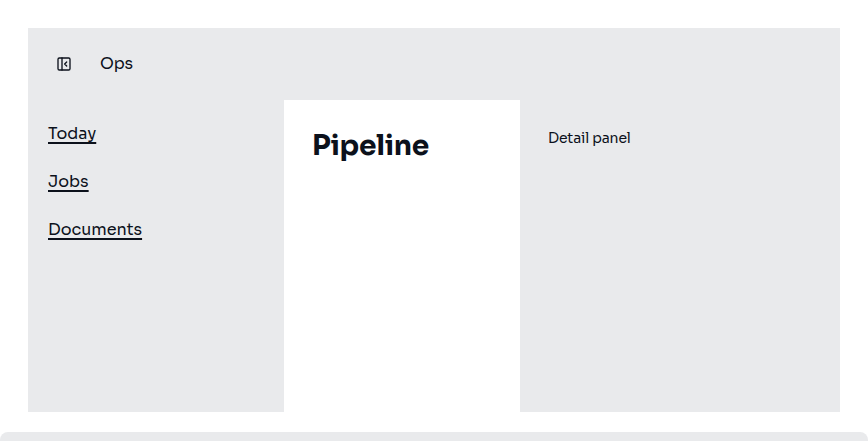 Ops
Today
Jobs
Documents
Pipeline
Detail panel